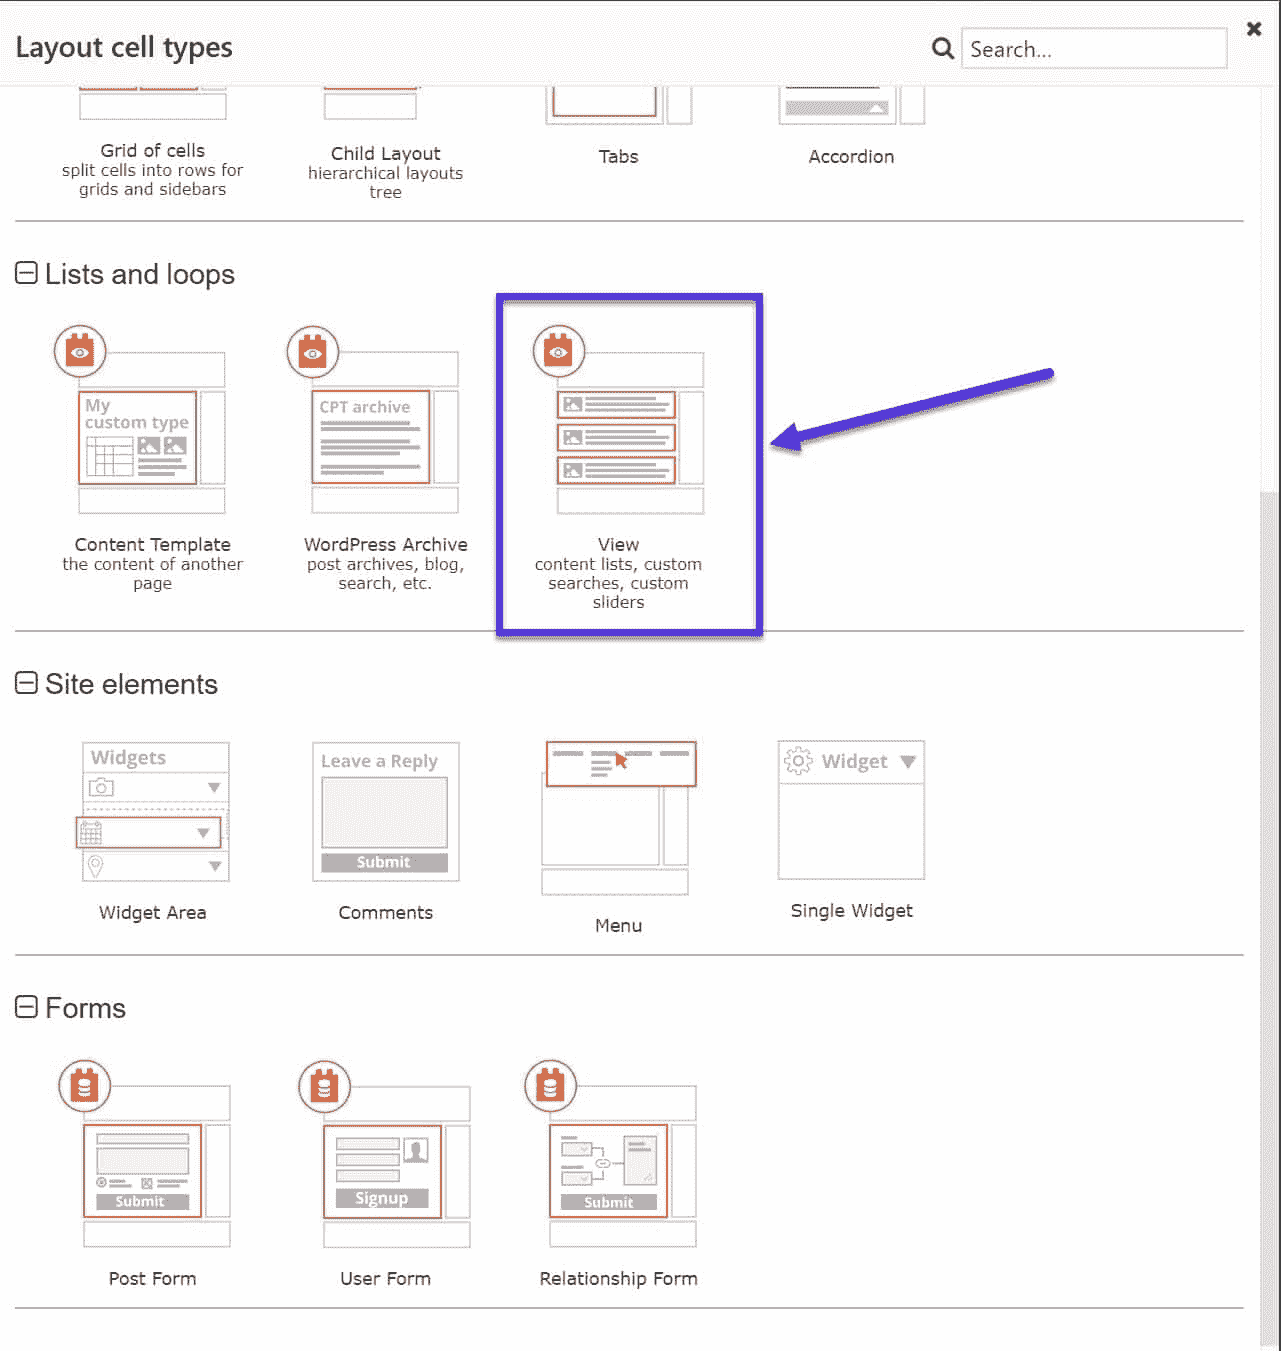 Layout cell types
Search...
Grid of cells
split cells into rows for
grids and sidebars
Child Layout
hierarchical layouts
tree
Tabs
Accordion
Lists and loops
My
custom type
Content Template
the content of another
page
CPT archive
WordPress Archive
post archives, blog,
search, etc.
View
content lists, custom
searches, custom
sliders
Site elements
Widgets
Widget Area
Leave a Reply
Submit
Comments
Menu
Widget
Single Widget
Forms
Submit
Post Form
Signup
User Form
Submit
Relationship Form